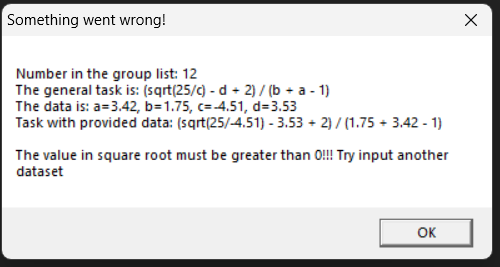 Something went wrong!
Number in the group list: 12
The general task is: (sqrt(25/c) - d + 2) / (b + a - 1)
The data is: a=3.42, b=1.75, c=-4.51, d=3.53
Task with provided data: (sqrt(25/-4.51) - 3.53 + 2) / (1.75 + 3.42 - 1)
The value in square root must be greater than 0!!! Try input another
dataset
OK